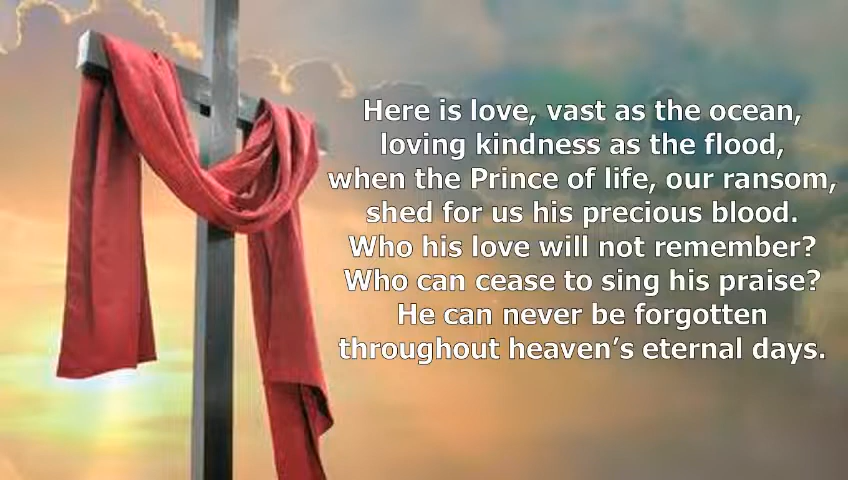 Here is love, vast as the ocean,
loving kindness as the flood,
when the Prince of life, our ransom,
shed for us his precious blood.
Who his love will not remember?
Who can cease to sing his praise?
He can never be forgotten
throughout heaven’s eternal days.